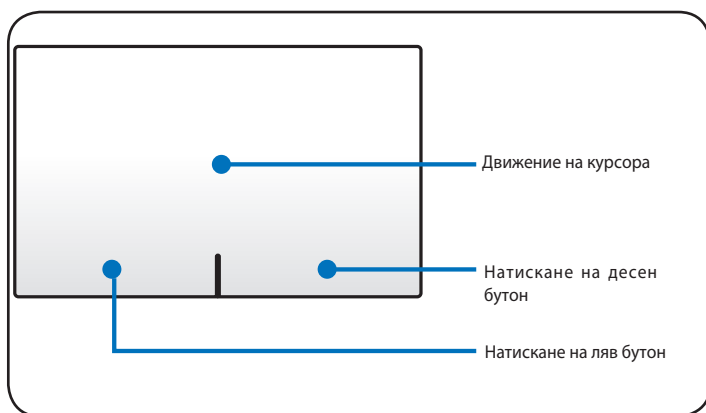 Движение на курсора
Натискане на десен
бутон
Натискане на ляв бутон